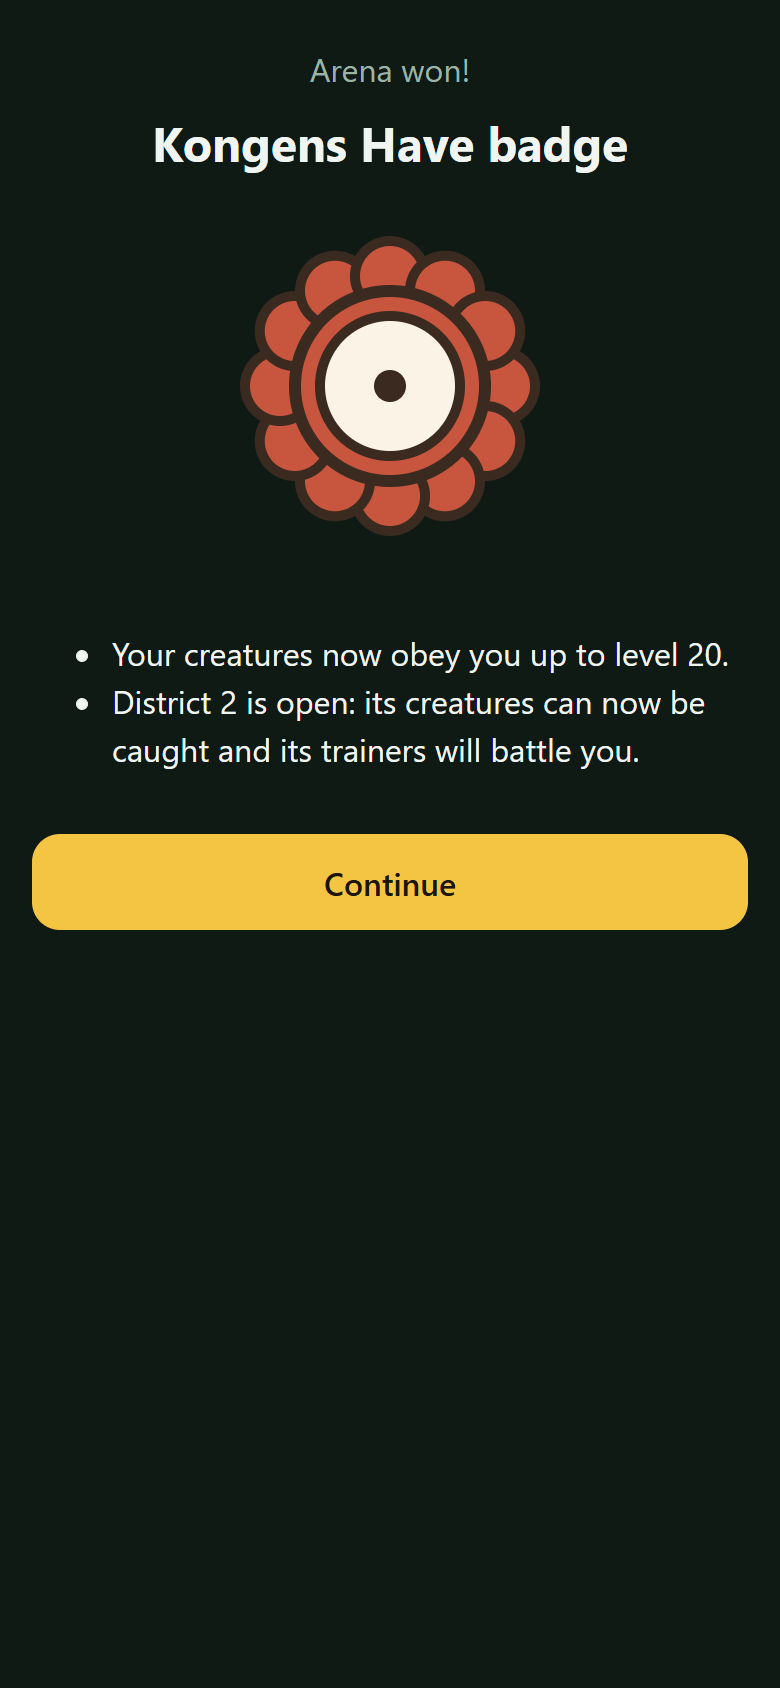 Arena won!
Kongens Have badge
• Your creatures now obey you up to level 20.
• District 2 is open: its creatures can now be
caught and its trainers will battle you.
Continue